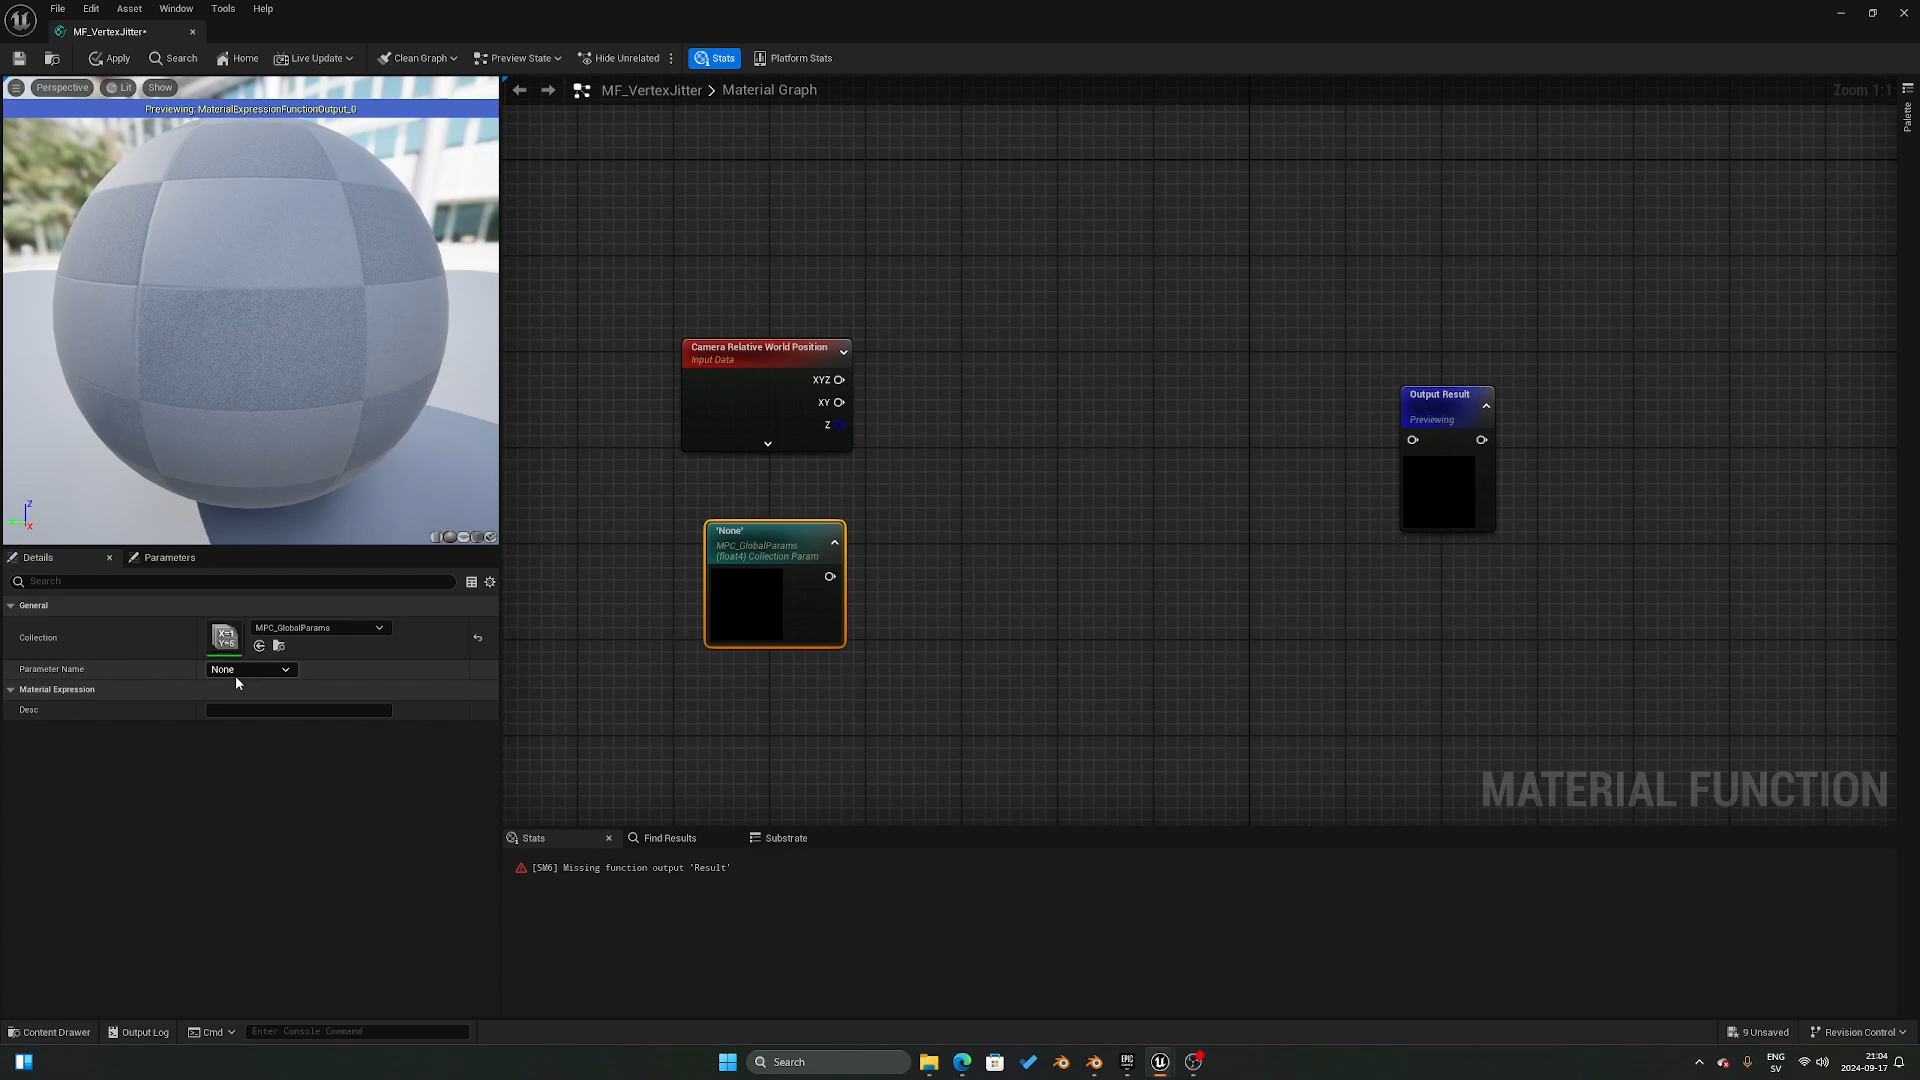 File Edit Asset Window Tools Help
MF_VertexJitter•
Apply Search Home Live Update Clean Graph Preview State Hide Unrelated Stats Platform Stats
Perspective Lit Show
Previewing: MaterialExpressionFunctionOutput_0
MF_VertexJitter > Material Graph
Zoom 1:1
Palette
Camera Relative World Position
Input Data
XYZ
XY
Z
Output Result
Previewing
'None'
MPC_GlobalParams
(float4) Collection Param
MATERIAL FUNCTION
Z
X
Details Parameters
Search
General
Collection
X=1
Y=5
MPC_GlobalParams
Parameter Name None
Material Expression
Desc
Stats Find Results Substrate
[SM6] Missing function output 'Result'
Content Drawer Output Log Cmd Enter Console Command
9 Unsaved Revision Control
Search
EPIC
ENG
SV
21:04
2024-09-17